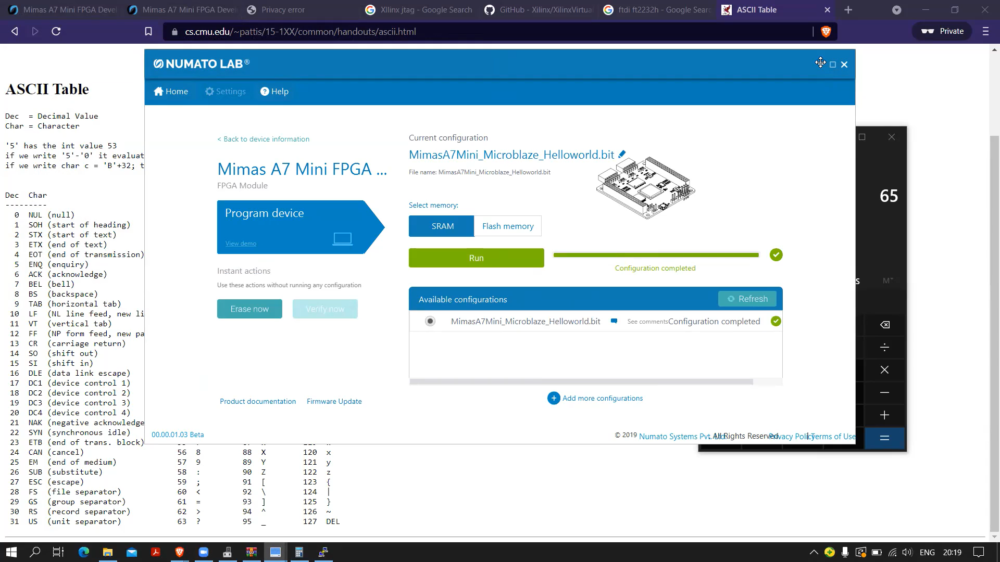 Mimas A7 Mini FPGA Devel
Mimas A7 Mini FPGA Devel
Privacy error
XIlinx jtag - Google Search
GitHub - Xilinx/XilinxVirtual
ftdi ft2232h - Google Searc
ASCII Table
cs.cmu.edu/~pattis/15-1XX/common/handouts/ascii.html
Private
NUMATO LAB®
Home
Settings
Help
ASCII Table
Dec = Decimal Value
Char = Character
'5' has the int value 53
if we write '5'-'0' it evaluat
if we write char c = 'B'+32; t
Dec Char
---------
0 NUL (null)
1 SOH (start of heading)
2 STX (start of text)
3 ETX (end of text)
4 EOT (end of transmission)
5 ENQ (enquiry)
6 ACK (acknowledge)
7 BEL (bell)
8 BS (backspace)
9 TAB (horizontal tab)
10 LF (NL line feed, new li
11 VT (vertical tab)
12 FF (NP form feed, new pa
13 CR (carriage return)
14 SO (shift out)
15 SI (shift in)
16 DLE (data link escape)
17 DC1 (device control 1)
18 DC2 (device control 2)
19 DC3 (device control 3)
20 DC4 (device control 4)
21 NAK (negative acknowledge
22 SYN (synchronous idle)
23 ETB (end of trans. block)
24 CAN (cancel) 56 8 88 X 120 x
25 EM (end of medium) 57 9 89 Y 121 y
26 SUB (substitute) 58 : 90 Z 122 z
27 ESC (escape) 59 ; 91 [ 123 {
28 FS (file separator) 60 < 92 \ 124 |
29 GS (group separator) 61 = 93 ] 125 }
30 RS (record separator) 62 > 94 ^ 126 ~
31 US (unit separator) 63 ? 95 _ 127 DEL
< Back to device information
Mimas A7 Mini FPGA ...
FPGA Module
Program device
View demo
Instant actions
Use these actions without running any configuration
Erase now
Verify now
Product documentation
Firmware Update
00.00.01.03 Beta
Current configuration
MimasA7Mini_Microblaze_Helloworld.bit
File name: MimasA7Mini_Microblaze_Helloworld.bit
Select memory:
SRAM
Flash memory
Run
Configuration completed
Available configurations
Refresh
MimasA7Mini_Microblaze_Helloworld.bit
See comments
Configuration completed
+ Add more configurations
© 2019 Numato Systems Pvt. Ltd. All Rights Reserved. Privacy Policy | Terms of Use
65
s
M
÷
×
−
+
=
ENG
20:19